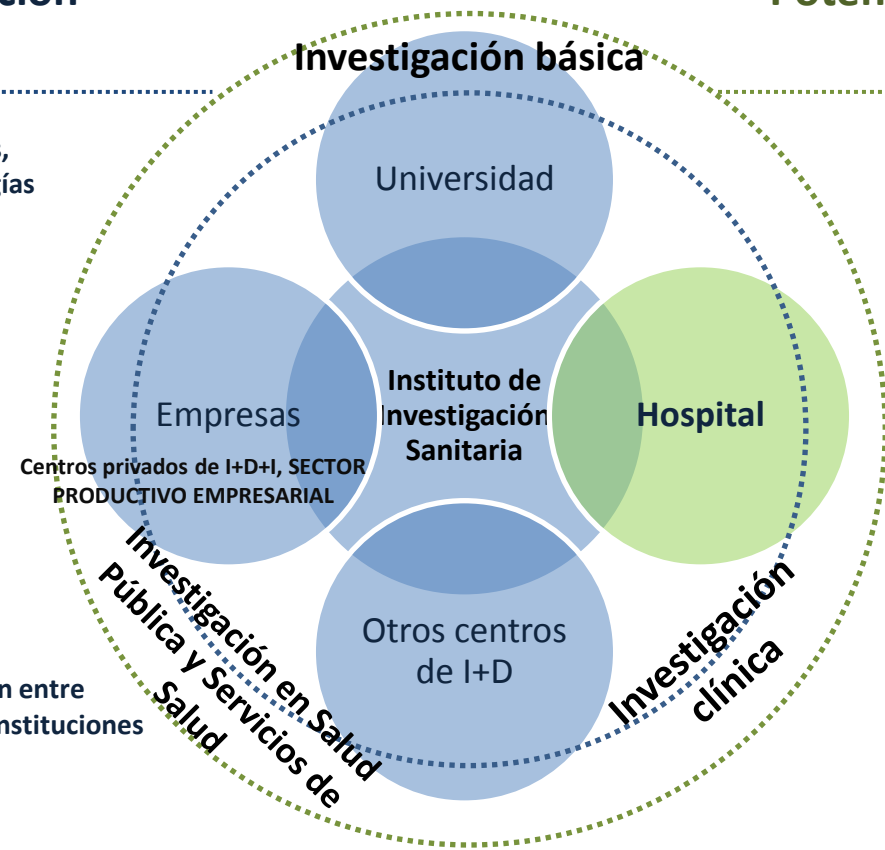 Investigación básica
Universidad
Instituto de
Investigación
Sanitaria
Empresas
Centros privados de I+D+I, SECTOR
PRODUCTIVO EMPRESARIAL
Hospital
Otros centros
de I+D
Investigación en Salud
Pública y Servicios de
Salud
Investigación
clínica
n entre
nstituciones